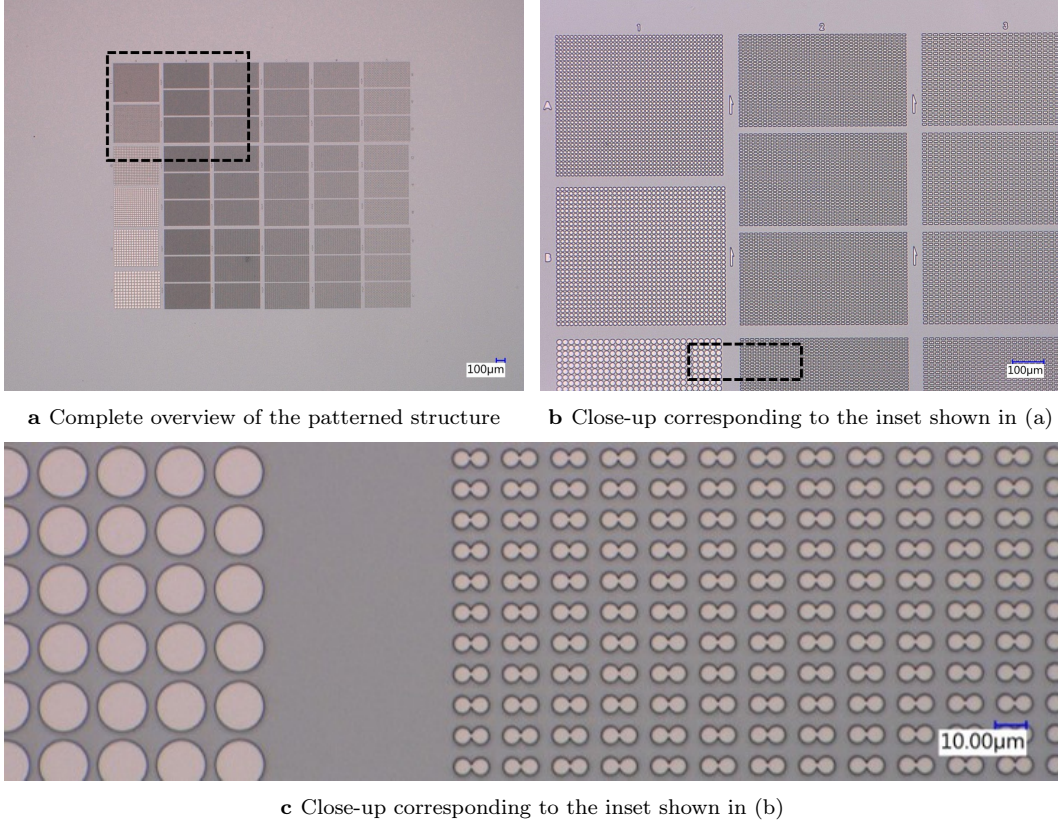 100µm
1 2 3
A
B
100µm
a Complete overview of the patterned structure
b Close-up corresponding to the inset shown in (a)
10.00µm
c Close-up corresponding to the inset shown in (b)